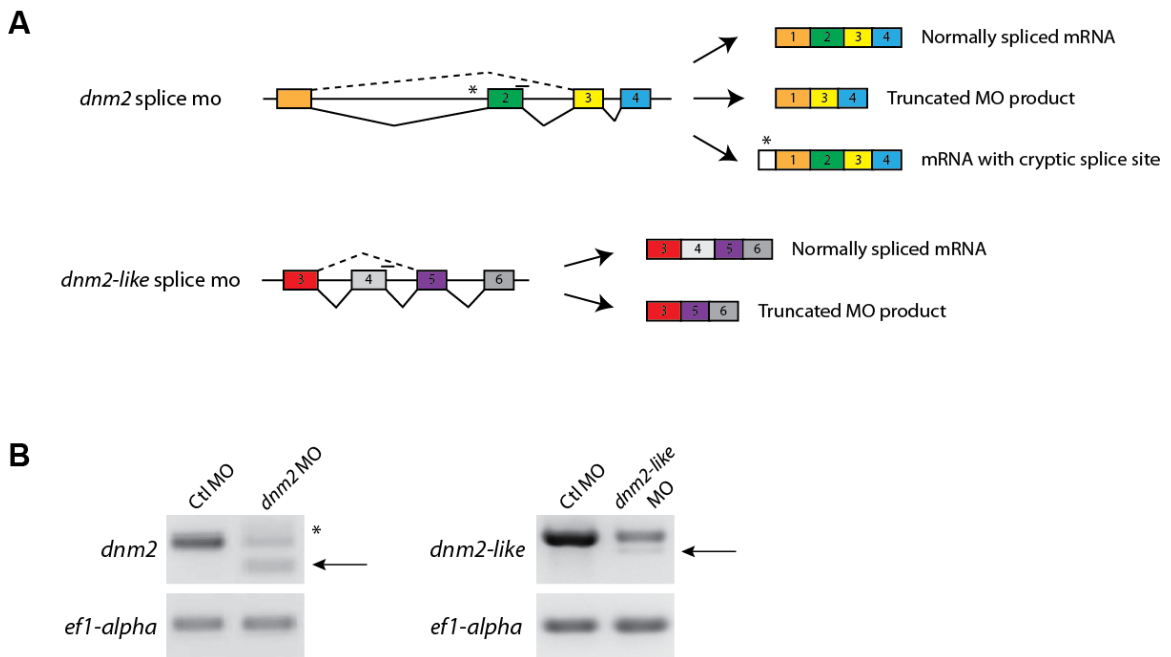 A
dnm2 splice mo
* 2 3 4
1 2 3 4 Normally spliced mRNA
1 3 4 Truncated MO product
*
1 2 3 4 mRNA with cryptic splice site
dnm2-like splice mo
3 4 5 6
3 4 5 6 Normally spliced mRNA
3 5 6 Truncated MO product
B
Ctl MO
dnm2 MO
dnm2
*
ef1-alpha
Ctl MO
dnm2-like
MO
dnm2-like
ef1-alpha